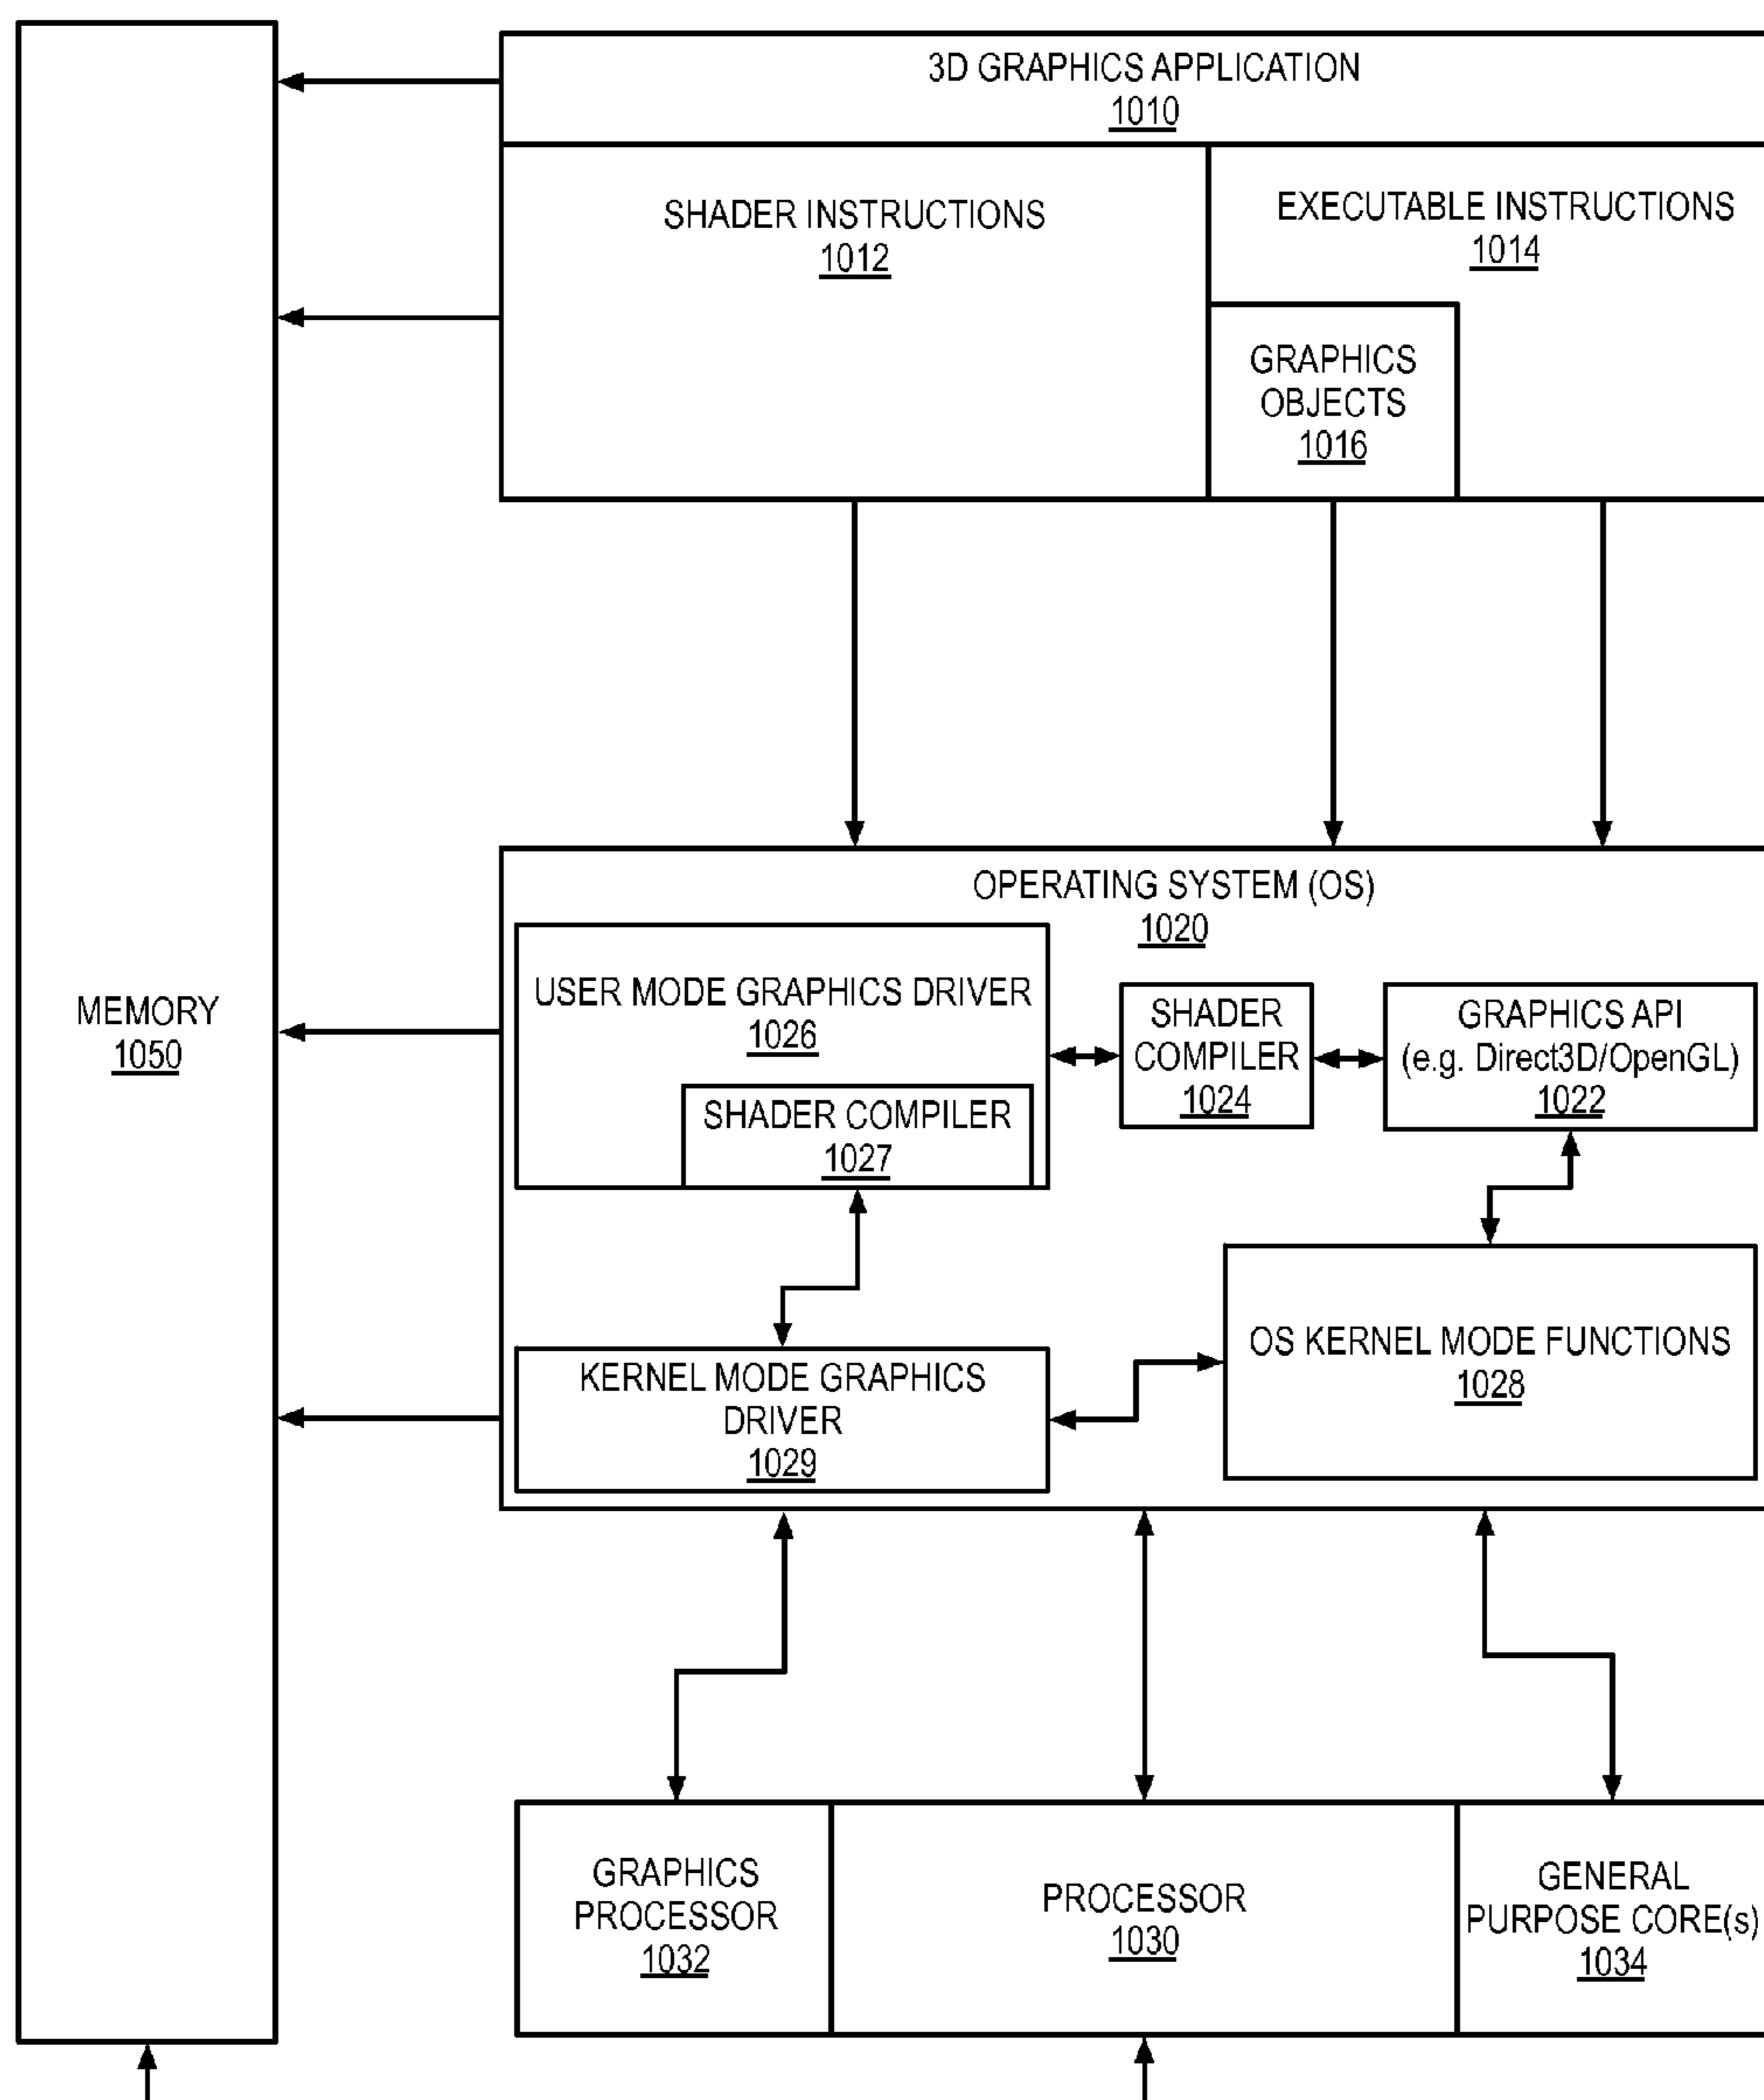 3D GRAPHICS APPLICATION
1010
SHADER INSTRUCTIONS
1012
EXECUTABLE INSTRUCTIONS
1014
GRAPHICS
OBJECTS
1016
MEMORY
1050
OPERATING SYSTEM (OS)
1020
USER MODE GRAPHICS DRIVER
1026
SHADER COMPILER
1027
SHADER
COMPILER
1024
GRAPHICS API
(e.g. Direct3D/OpenGL)
1022
KERNEL MODE GRAPHICS
DRIVER
1029
OS KERNEL MODE FUNCTIONS
1028
GRAPHICS
PROCESSOR
1032
PROCESSOR
1030
GENERAL
PURPOSE CORE(s)
1034